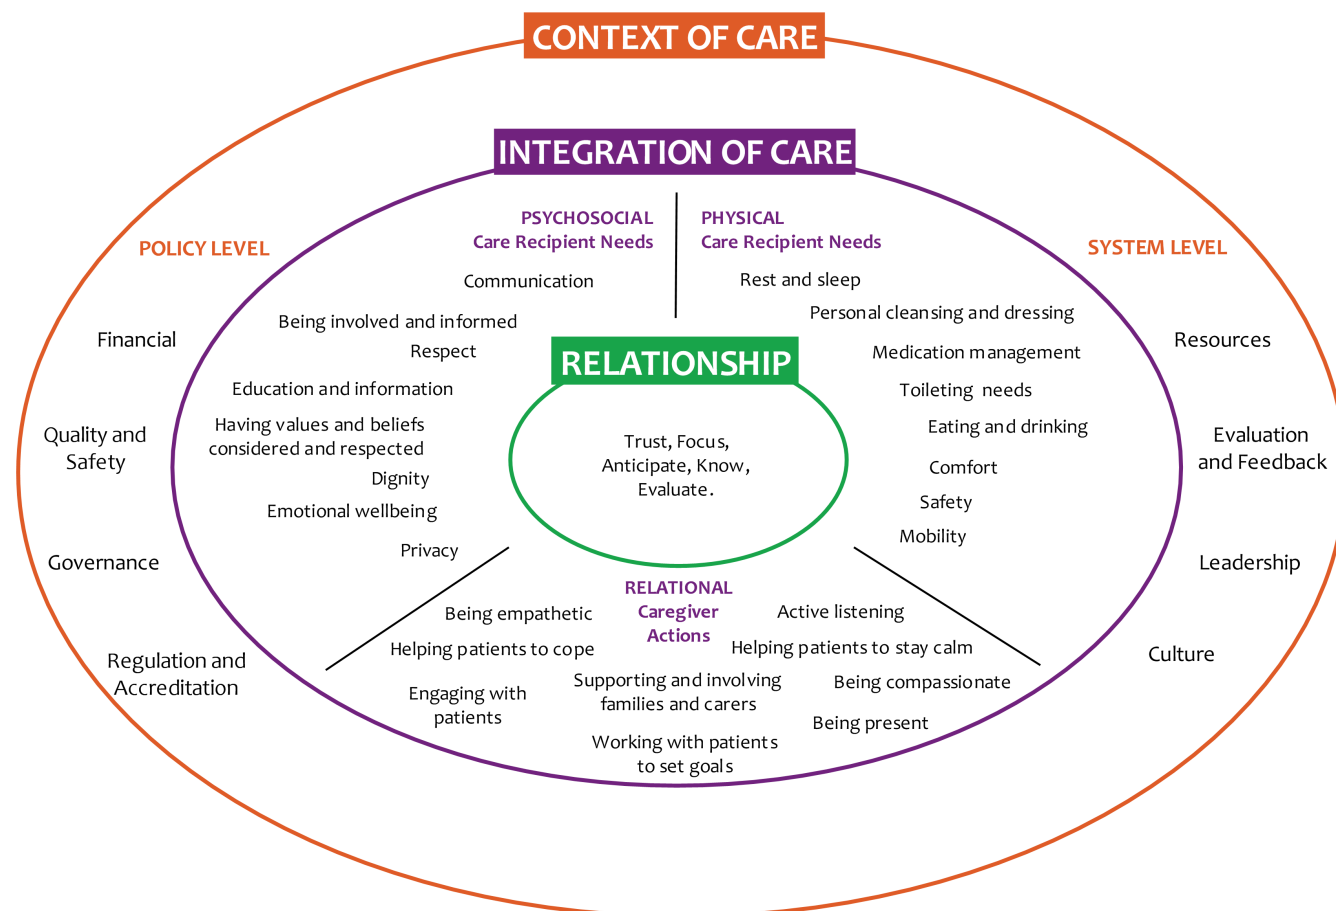 CONTEXT OF CARE
INTEGRATION OF CARE
POLICY LEVEL
Financial
Quality and
Safety
Governance
Regulation and
Accreditation
PSYCHOSOCIAL
Care Recipient Needs
Communication
Being involved and informed
Respect
Education and information
Having values and beliefs
considered and respected
Dignity
Emotional wellbeing
Privacy
PHYSICAL
Care Recipient Needs
Rest and sleep
Personal cleansing and dressing
Medication management
Toileting needs
Eating and drinking
Comfort
Safety
Mobility
RELATIONSHIP
Trust, Focus,
Anticipate, Know,
Evaluate.
RELATIONAL
Caregiver
Actions
Being empathetic
Helping patients to cope
Engaging with
patients
Supporting and involving
families and carers
Working with patients
to set goals
Active listening
Helping patients to stay calm
Being compassionate
Being present
SYSTEM LEVEL
Resources
Evaluation
and Feedback
Leadership
Culture